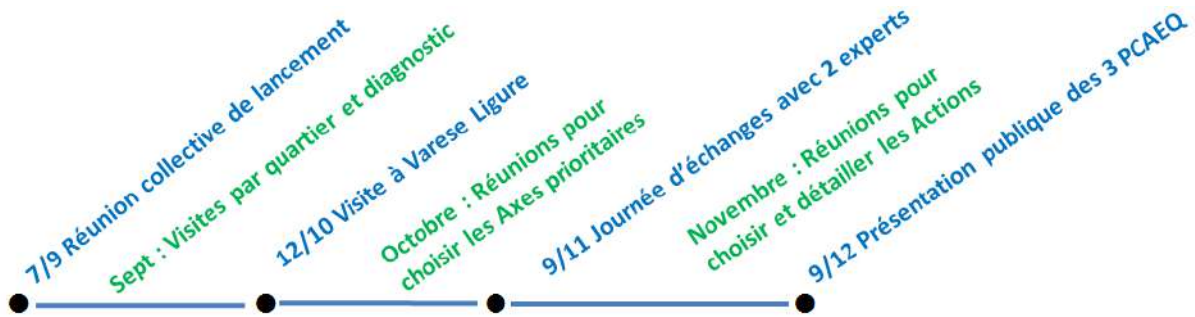 7/9 Réunion collective de lancement
Sept : Visites par quartier et diagnostic
12/10 Visite à Varese Ligure
Octobre : Réunions pour
choisir les Axes prioritaires
9/11 Journée d'échanges avec 2 experts
Novembre : Réunions pour
choisir et détailler les Actions
9/12 Présentation publique des 3 PCAEQ